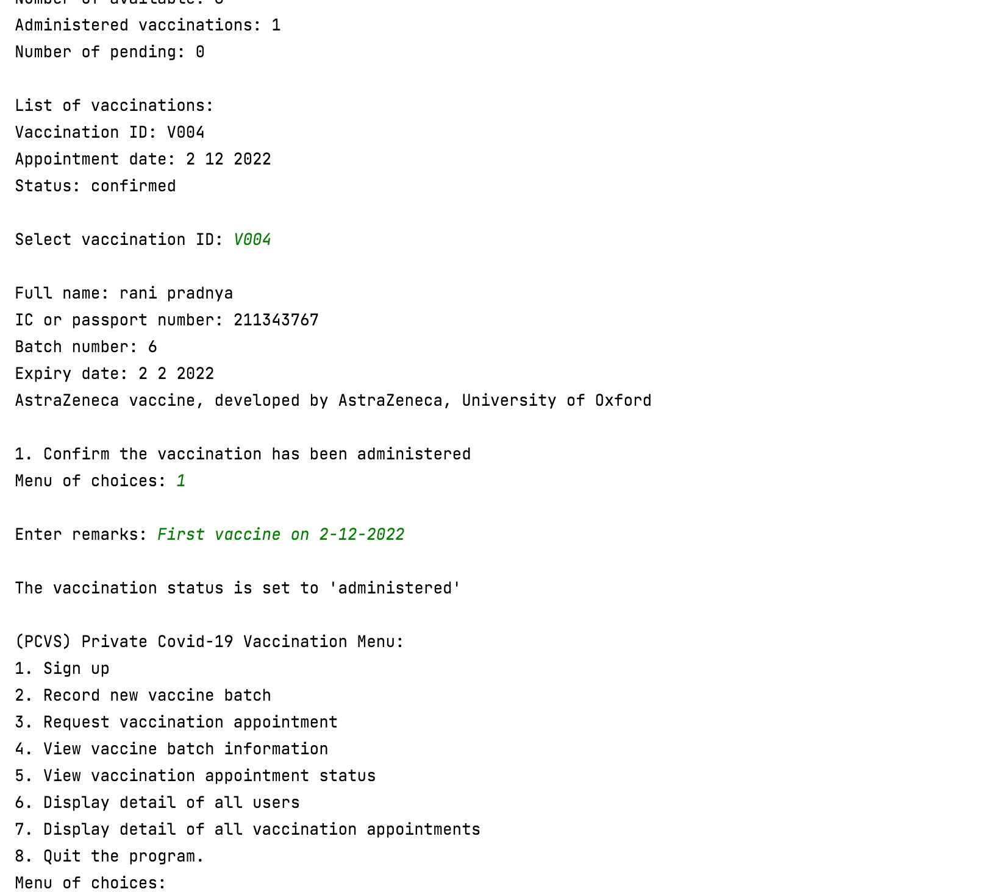 Number of available:
Administered vaccinations: 1
Number of pending: 0
List of vaccinations:
Vaccination ID: V004
Appointment date: 2 12 2022
Status: confirmed
Select vaccination ID: V004
Full name: rani pradnya
IC or passport number: 211343767
Batch number: 6
Expiry date: 2 2 2022
AstraZeneca vaccine, developed by AstraZeneca, University of Oxford
1. Confirm the vaccination has been administered
Menu of choices: 1
Enter remarks: First vaccine on 2-12-2022
The vaccination status is set to 'administered'
(PCVS) Private Covid-19 Vaccination Menu:
1. Sign up
2. Record new vaccine batch
3. Request vaccination appointment
4. View vaccine batch information
5. View vaccination appointment status
6. Display detail of all users
7. Display detail of all vaccination appointments
8. Quit the program.
Menu of choices: